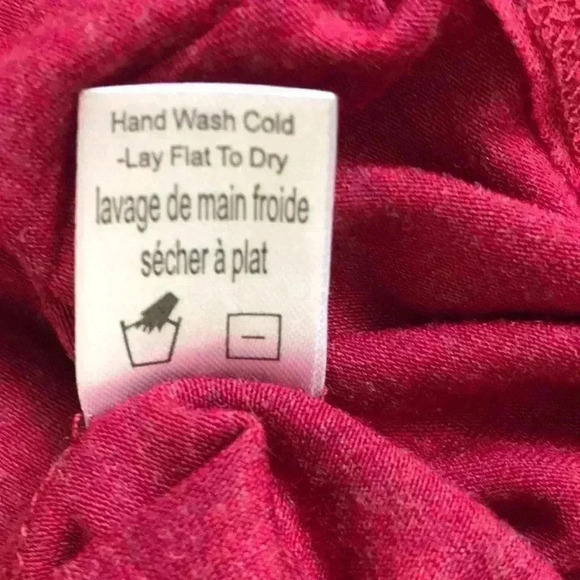 Hand Wash Cold
-Lay Flat To Dry
lavage de main froide
sécher à plat